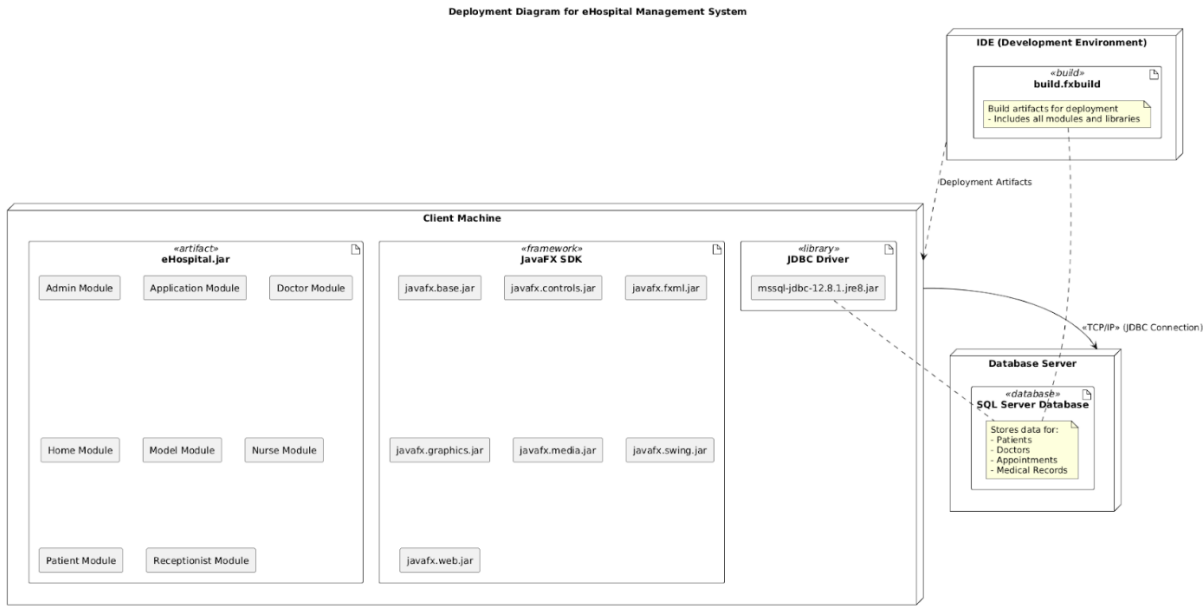 Deployment Diagram for eHospital Management System
IDE (Development Environment)
«build»
build.fxbuild
Build artifacts for deployment
- Includes all modules and libraries
Deployment Artifacts
Client Machine
«artifact»
eHospital.jar
Admin Module
Application Module
Doctor Module
Home Module
Model Module
Nurse Module
Patient Module
Receptionist Module
«framework»
JavaFX SDK
javafx.base.jar
javafx.controls.jar
javafx.fxml.jar
javafx.graphics.jar
javafx.media.jar
javafx.swing.jar
javafx.web.jar
«library»
JDBC Driver
mssql-jdbc-12.8.1.jre8.jar
«TCP/IP» (JDBC Connection)
Database Server
«database»
SQL Server Database
Stores data for:
- Patients
- Doctors
- Appointments
- Medical Records